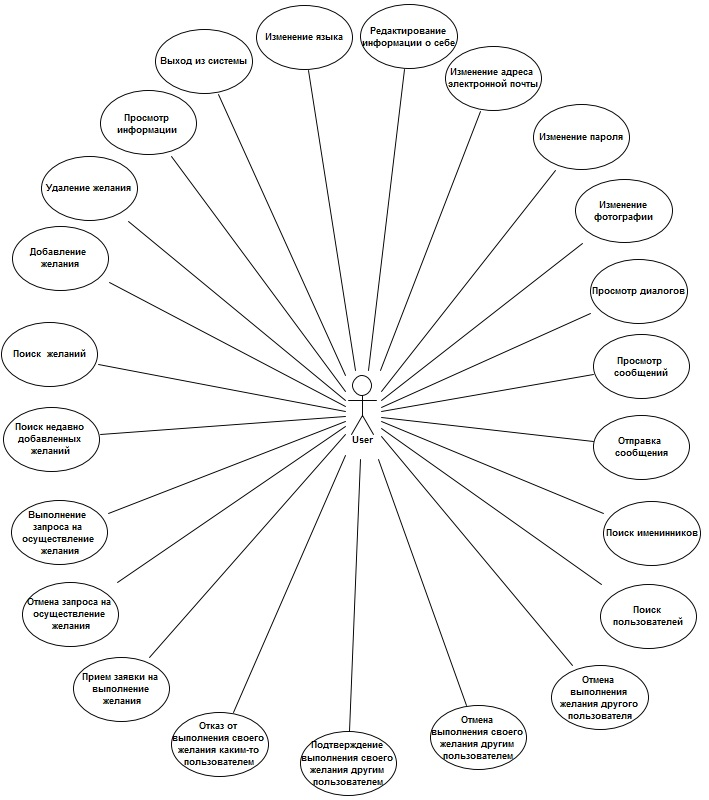 Изменение языка
Редактирование
информации о себе
Выход из системы
Изменение адреса
электронной почты
Просмотр
информации
Изменение пароля
Удаление желания
Изменение
фотографии
Добавление
желания
Просмотр диалогов
Поиск желаний
Просмотр
сообщений
User
Поиск недавно
добавленных
желаний
Отправка
сообщения
Выполнение
запроса на
осуществление
желания
Поиск именинников
Отмена запроса на
осуществление
желания
Поиск
пользователей
Прием заявки на
выполнение
желания
Отмена
выполнения
желания другого
пользователя
Отказ от
выполнения своего
желания каким-то
пользователем
Подтверждение
выполнения своего
желания другим
пользователем
Отмена
выполнения своего
желания другим
пользователем